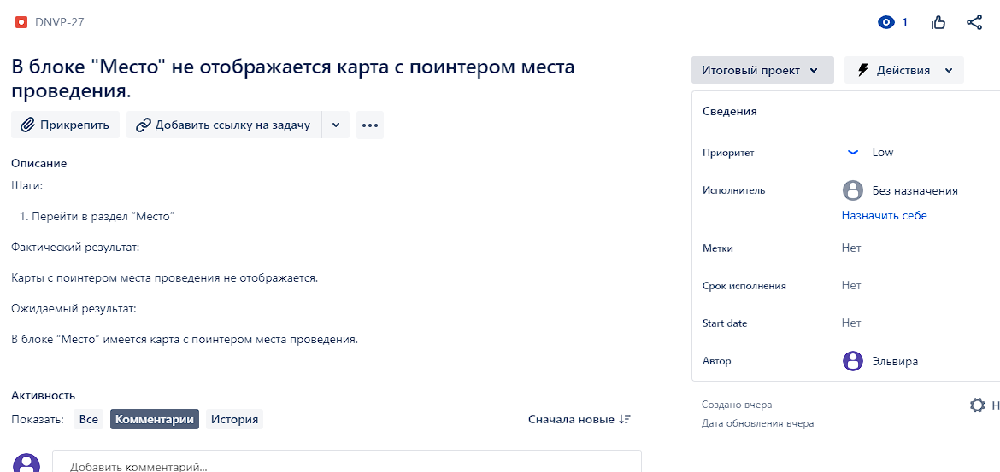 DNVP-27
1
В блоке "Место" не отображается карта с поинтером места
проведения.
Прикрепить
Добавить ссылку на задачу
Описание
Шаги:
1. Перейти в раздел “Место”
Фактический результат:
Карты с поинтером места проведения не отображается.
Ожидаемый результат:
В блоке “Место” имеется карта с поинтером места проведения.
Активность
Показать: Все Комментарии История
Сначала новые
Добавить комментарий...
Итоговый проект
Действия
Сведения
Приоритет Low
Исполнитель Без назначения
Назначить себе
Метки Нет
Срок исполнения Нет
Start date Нет
Автор Эльвира
Создано вчера
Дата обновления вчера